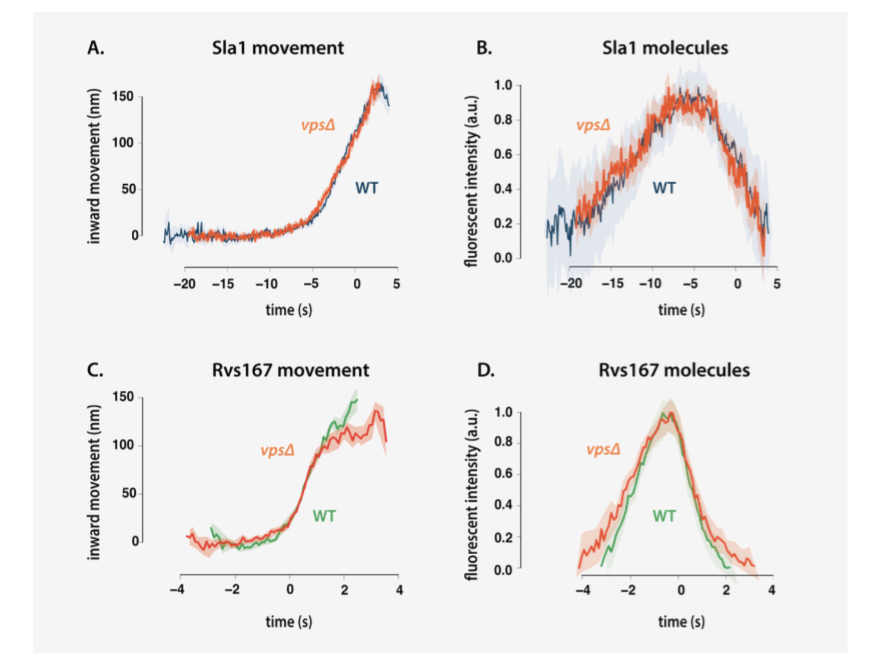 A. Sla1 movement
inward movement (nm)
150
100
50
0
vpsΔ
WT
−20 −15 −10 −5 0 5
time (s)
B. Sla1 molecules
fluorescent intensity (a.u.)
1.0
0.8
0.6
0.4
0.2
0.0
vpsΔ
WT
−20 −15 −10 −5 0 5
time (s)
C. Rvs167 movement
inward movement (nm)
150
100
50
0
vpsΔ
WT
−4 −2 0 2 4
time (s)
D. Rvs167 molecules
fluorescent intensity (a.u.)
1.0
0.8
0.6
0.4
0.2
0.0
vpsΔ
WT
−4 −2 0 2 4
time (s)